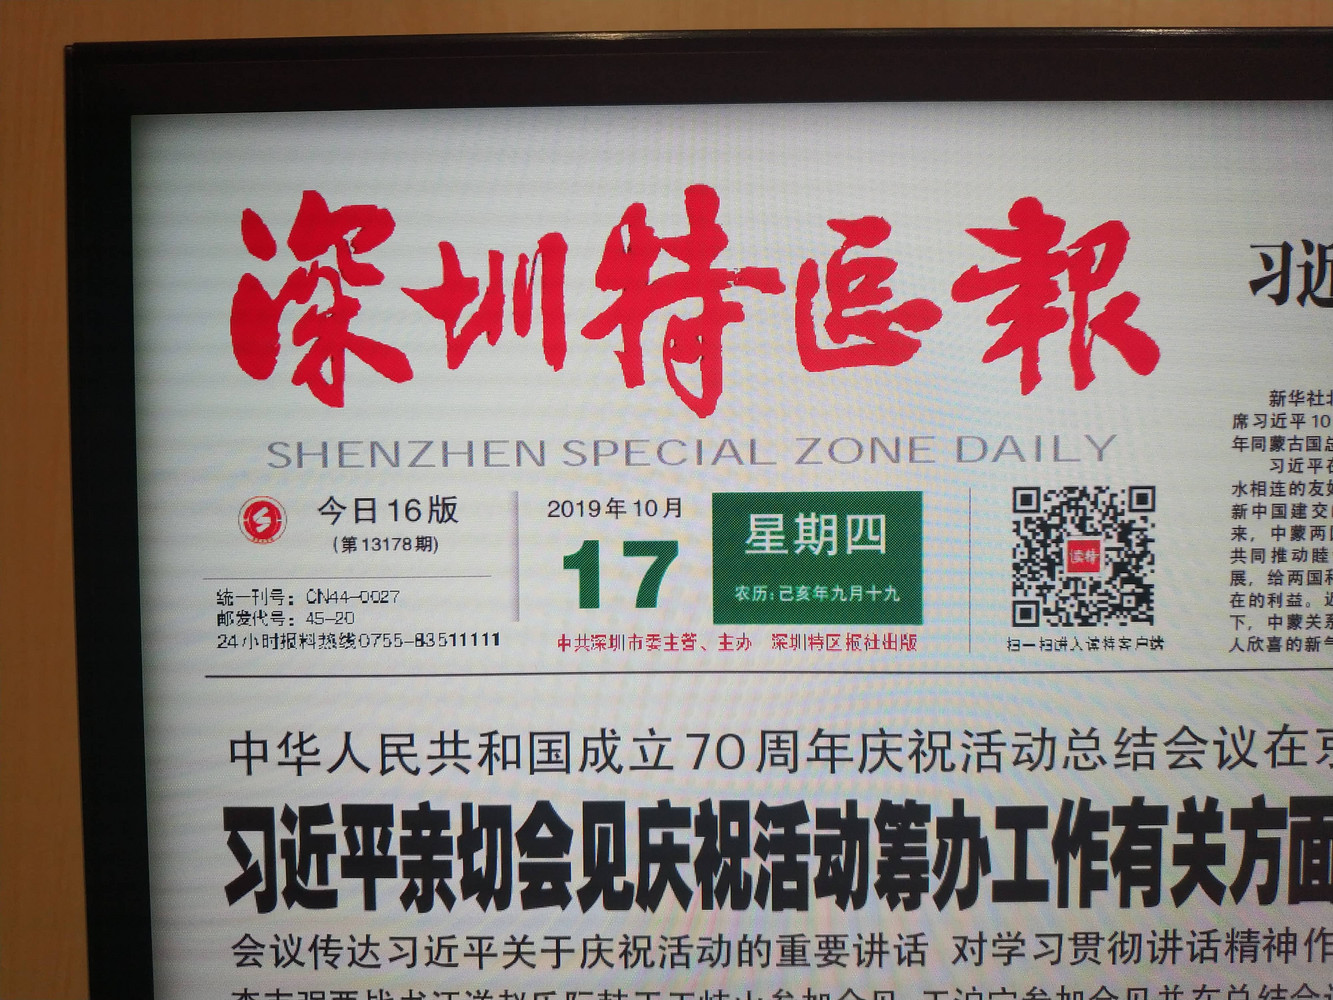 深圳特區報
SHENZHEN SPECIAL ZONE DAILY
今日16版
(第13178期)
统一刊号：CN44-0027
邮发代号：45-20
24小时报料热线0755-83511111
2019年10月
17
星期四
农历：己亥年九月十九
中共深圳市委主管、主办 深圳特区报社出版
读特
扫一扫进入读特客户端
中华人民共和国成立70周年庆祝活动总结会议在京
习近平亲切会见庆祝活动筹办工作有关方面
会议传达习近平关于庆祝活动的重要讲话 对学习贯彻讲话精神作
习近
新华社北
席习近平10
年同蒙古国总
习近平在
水相连的友好
新中国建交
来，中蒙两国
共同推动睦
展，给两国和
在的利益。近
下，中蒙关系
人欣喜的新气